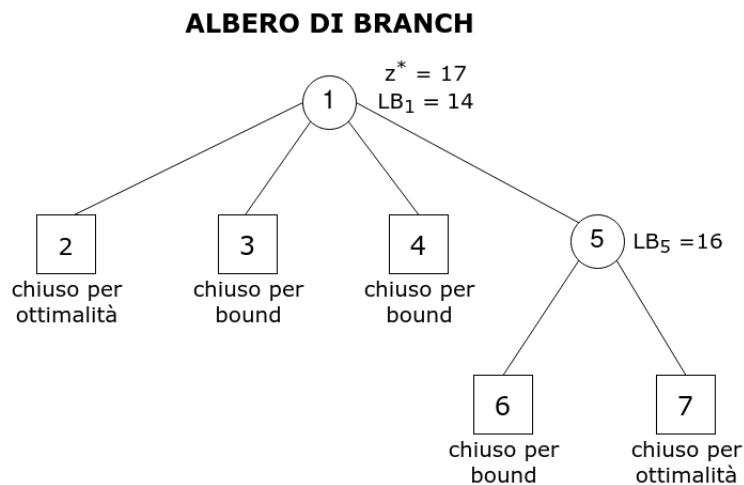 ALBERO DI BRANCH
z* = 17
1
LB₁ = 14
2
3
4
5
LB₅ =16
chiuso per
ottimalità
chiuso per
bound
chiuso per
bound
6
7
chiuso per
bound
chiuso per
ottimalità